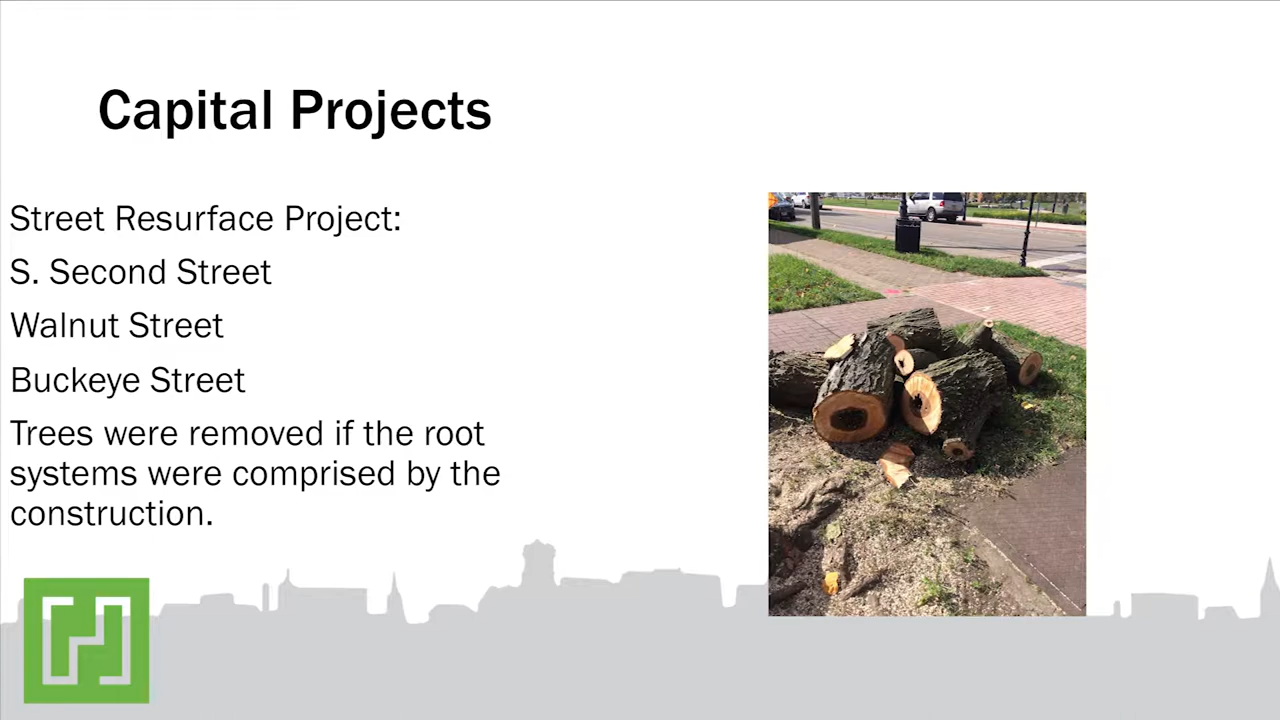 Capital Projects
Street Resurface Project:
S. Second Street
Walnut Street
Buckeye Street
Trees were removed if the root
systems were comprised by the
construction.